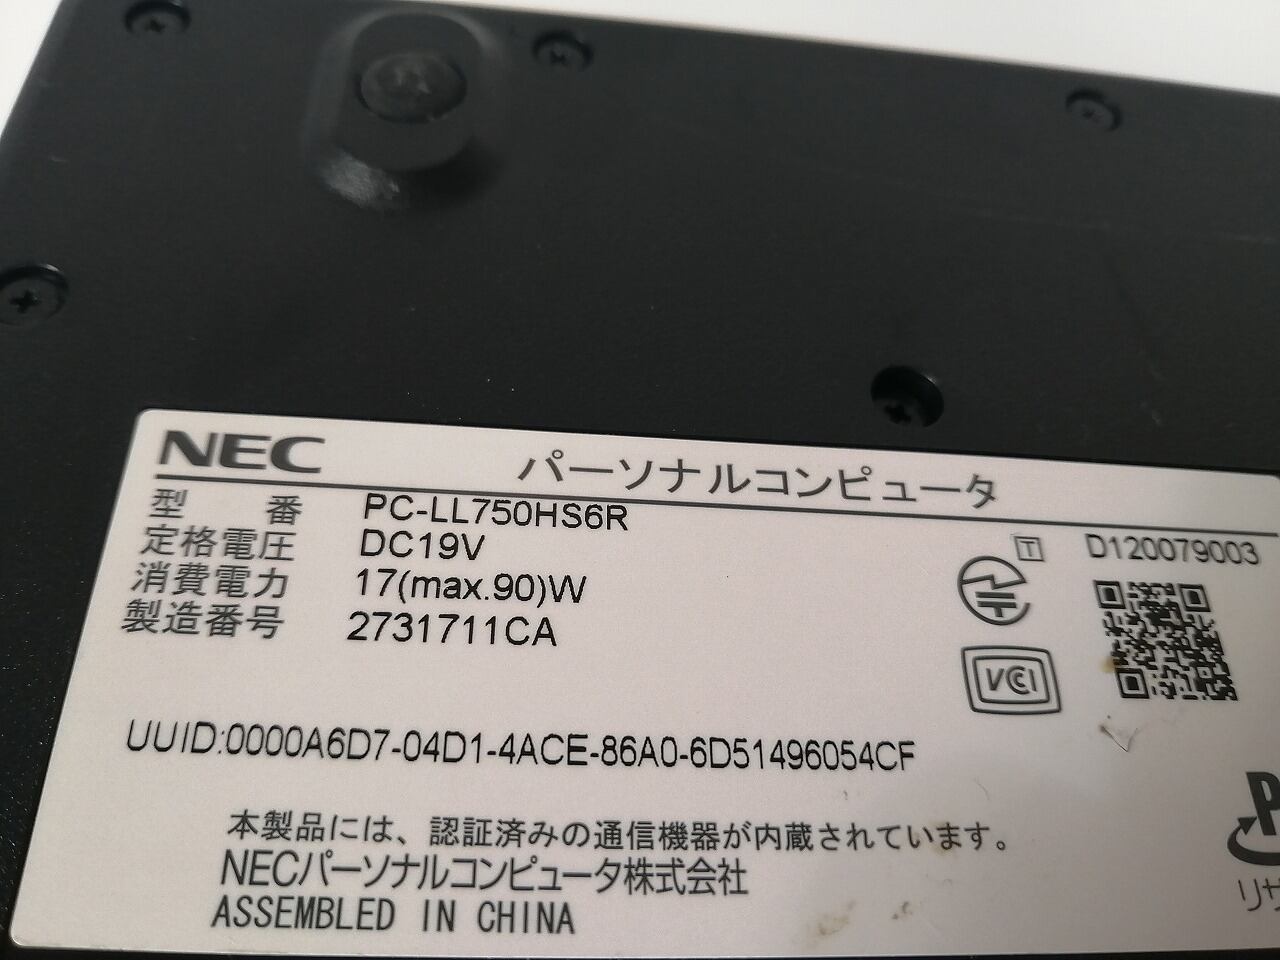 NEC
パーソナルコンピュータ
型番 PC-LL750HS6R
定格電圧 DC19V
消費電力 17(max.90)W
製造番号 2731711CA
T D120079003
VCCI
UUID:0000A6D7-04D1-4ACE-86A0-6D51496054CF
本製品には、認証済みの通信機器が内蔵されています。
NECパーソナルコンピュータ株式会社
ASSEMBLED IN CHINA